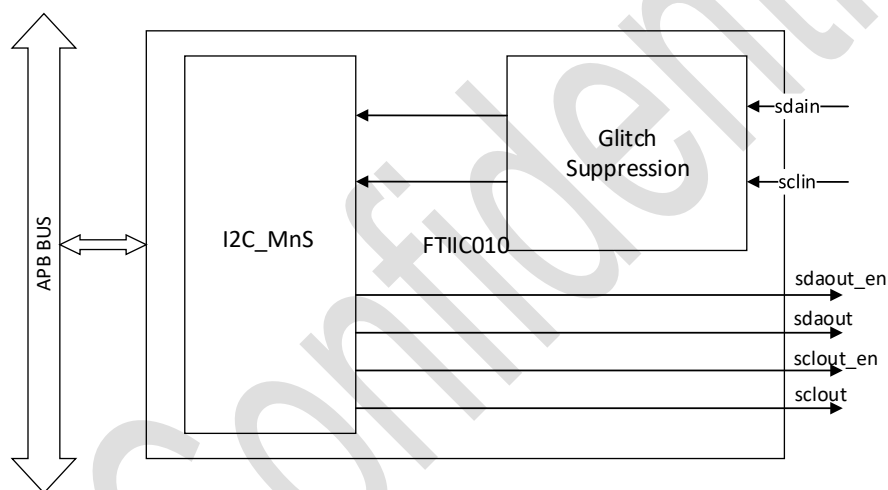 APB BUS
I2C_MnS
FTIIC010
Glitch
Suppression
sdain
sclin
sdaout_en
sdaout
sclout_en
sclout
Confidential